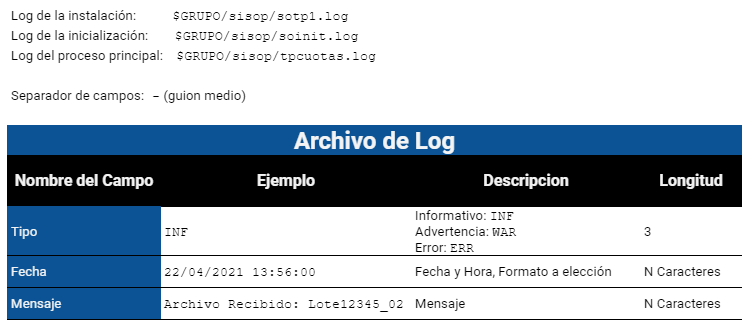 Log de la instalación: $GRUPO/sisop/sotp1.log
Log de la inicialización: $GRUPO/sisop/soinit.log
Log del proceso principal: $GRUPO/sisop/tpcuotas.log
Separador de campos: – (guion medio)
Archivo de Log
Nombre del Campo Ejemplo Descripcion Longitud
Tipo INF Informativo: INF
Advertencia: WAR
Error: ERR 3
Fecha 22/04/2021 13:56:00 Fecha y Hora, Formato a elección N Caracteres
Mensaje Archivo Recibido: Lote12345_02 Mensaje N Caracteres